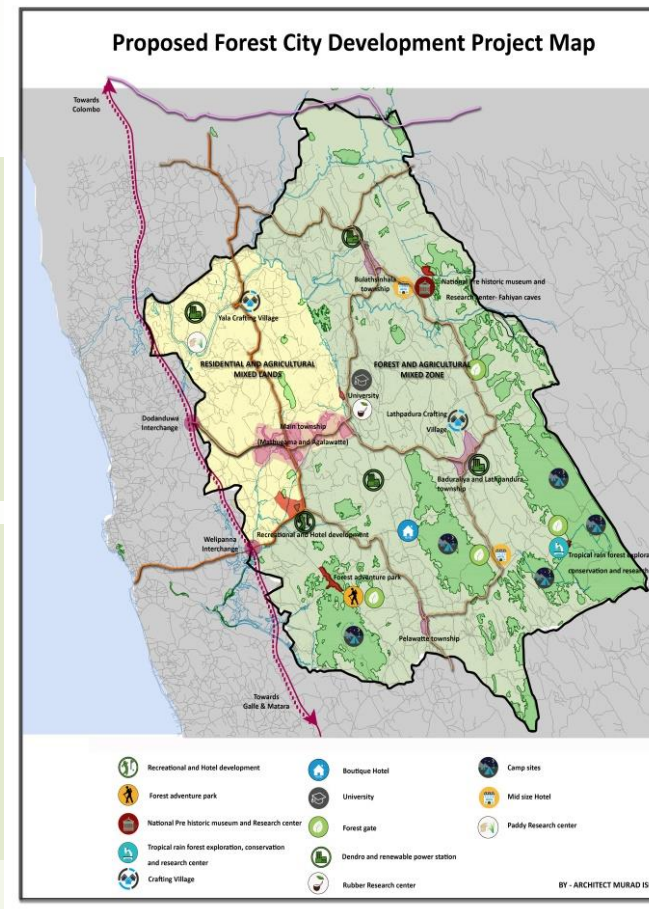 Proposed Forest City Development Project Map
Towards
Colombo
Bulathsinhala
township
National Pre historic museum and
Research center- Fahiyan caves
Yala Crafting Village
RESIDENTIAL AND AGRICULTURAL
MIXED LANDS
FOREST AND AGRICULTURAL
MIXED ZONE
University
Lathpadura Crafting
Village
Dodanduwa
Interchange
Main township
(Mathugama and Agalawatte)
Baduraliya and Lathpandura
township
Welipanna
Interchange
Recreational and Hotel development
Tropical rain forest explora
conservation and research
Forest adventure park
Pelawatte township
Towards
Galle & Matara
Recreational and Hotel development
Forest adventure park
National Pre historic museum and Research center
Tropical rain forest exploration, conservation
and research center
Crafting Village
Boutique Hotel
University
Forest gate
Dendro and renewable power station
Rubber Research center
Camp sites
Mid size Hotel
Paddy Research center
BY - ARCHITECT MURAD IS